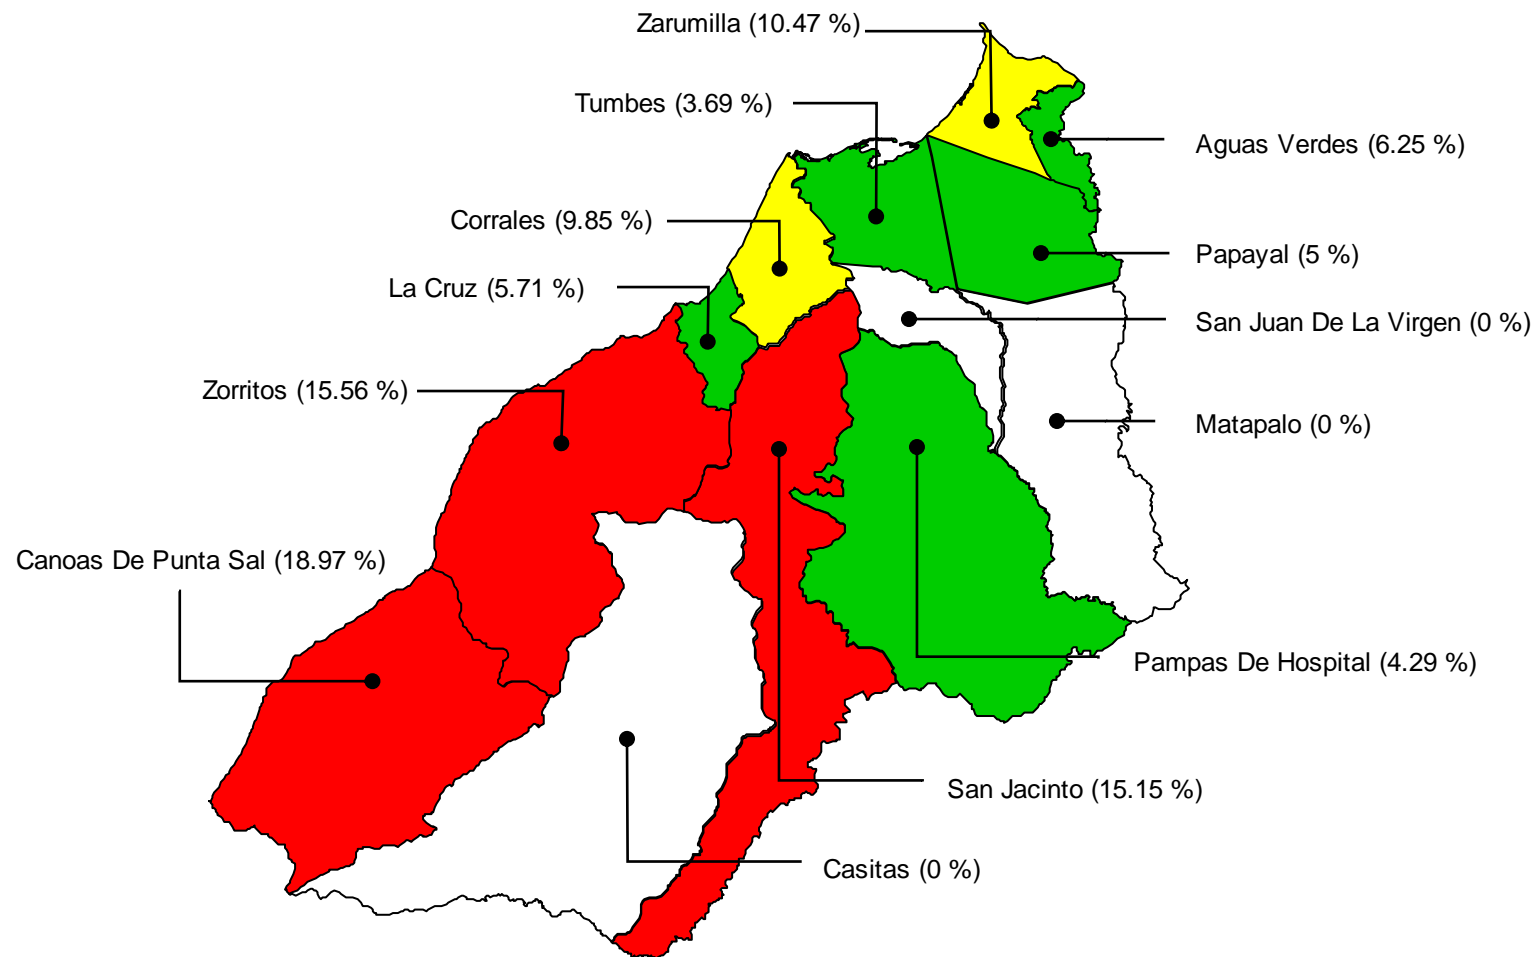 Zarumilla (10.47 %)
Tumbes (3.69 %)
Aguas Verdes (6.25 %)
Corrales (9.85 %)
Papayal (5 %)
La Cruz (5.71 %)
San Juan De La Virgen (0 %)
Zorritos (15.56 %)
Matapalo (0 %)
Canoas De Punta Sal (18.97 %)
Pampas De Hospital (4.29 %)
San Jacinto (15.15 %)
Casitas (0 %)